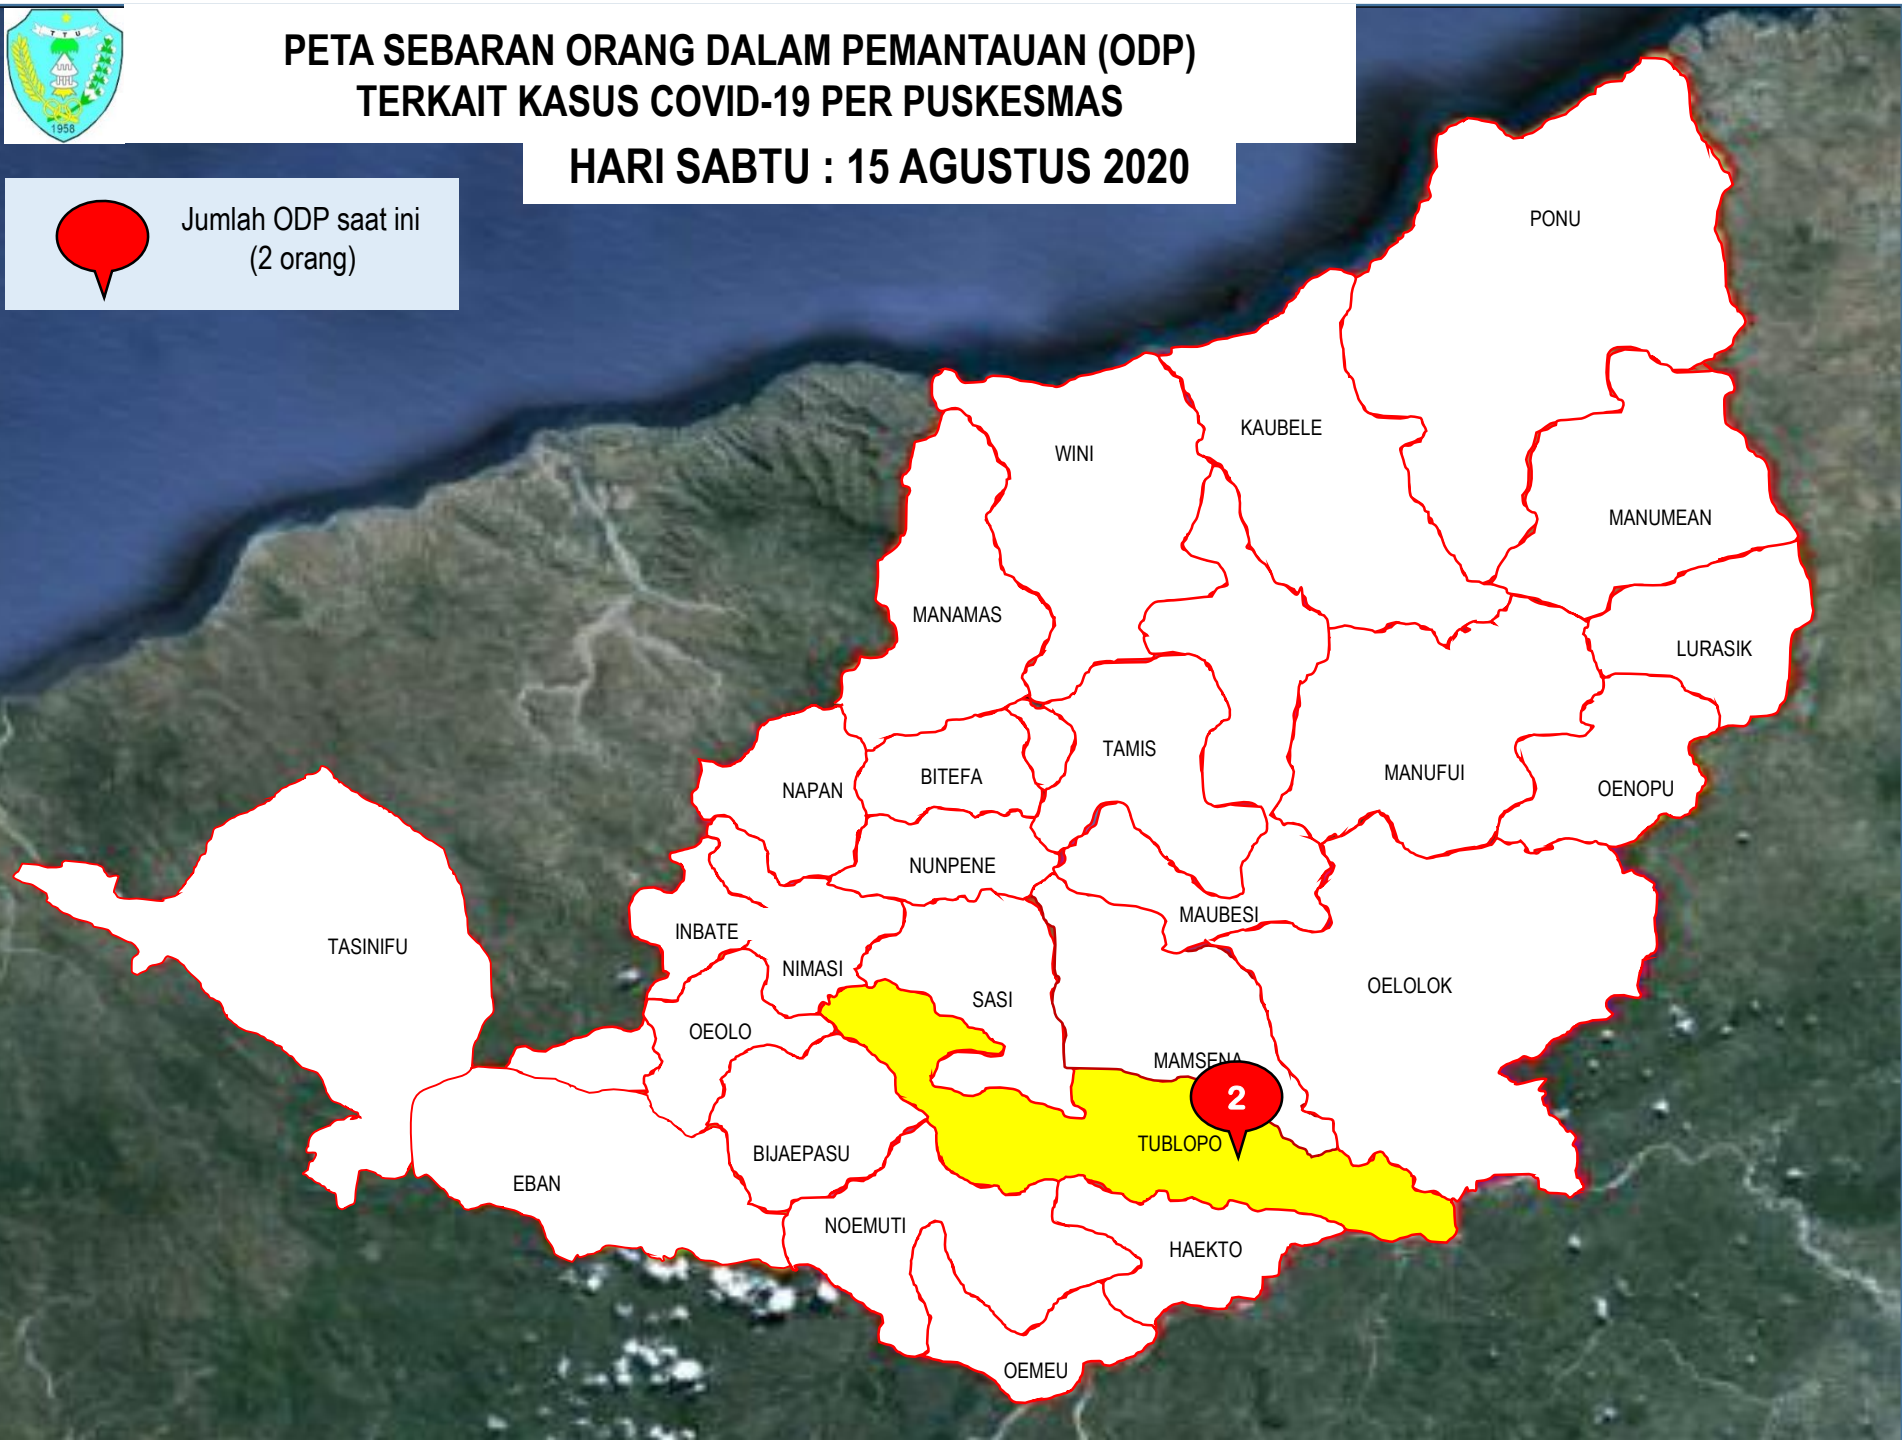 T T U
1958
PETA SEBARAN ORANG DALAM PEMANTAUAN (ODP)
TERKAIT KASUS COVID-19 PER PUSKESMAS
HARI SABTU : 15 AGUSTUS 2020
Jumlah ODP saat ini
(2 orang)
PONU
KAUBELE
WINI
MANUMEAN
MANAMAS
LURASIK
TAMIS
MANUFUI
BITEFA
NAPAN
OENOPU
NUNPENE
MAUBESI
INBATE
TASINIFU
NIMASI
OELOLOK
SASI
OEOLO
MAMSENA
2
TUBLOPO
BIJAEPASU
EBAN
NOEMUTI
HAEKTO
OEMEU